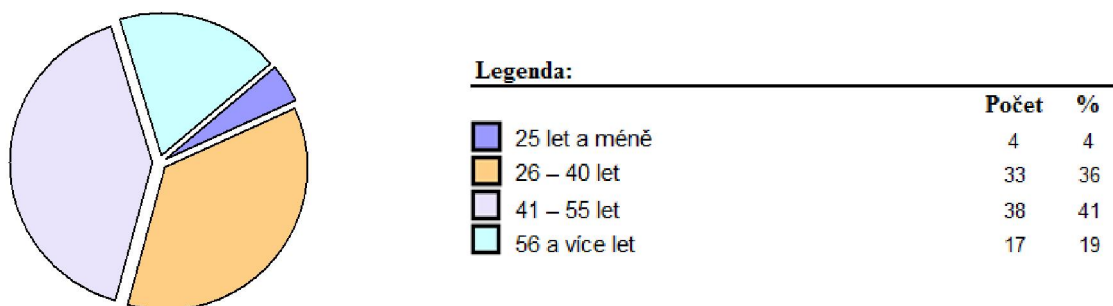 Legenda:
Počet %
25 let a méně 4 4
26 – 40 let 33 36
41 – 55 let 38 41
56 a více let 17 19